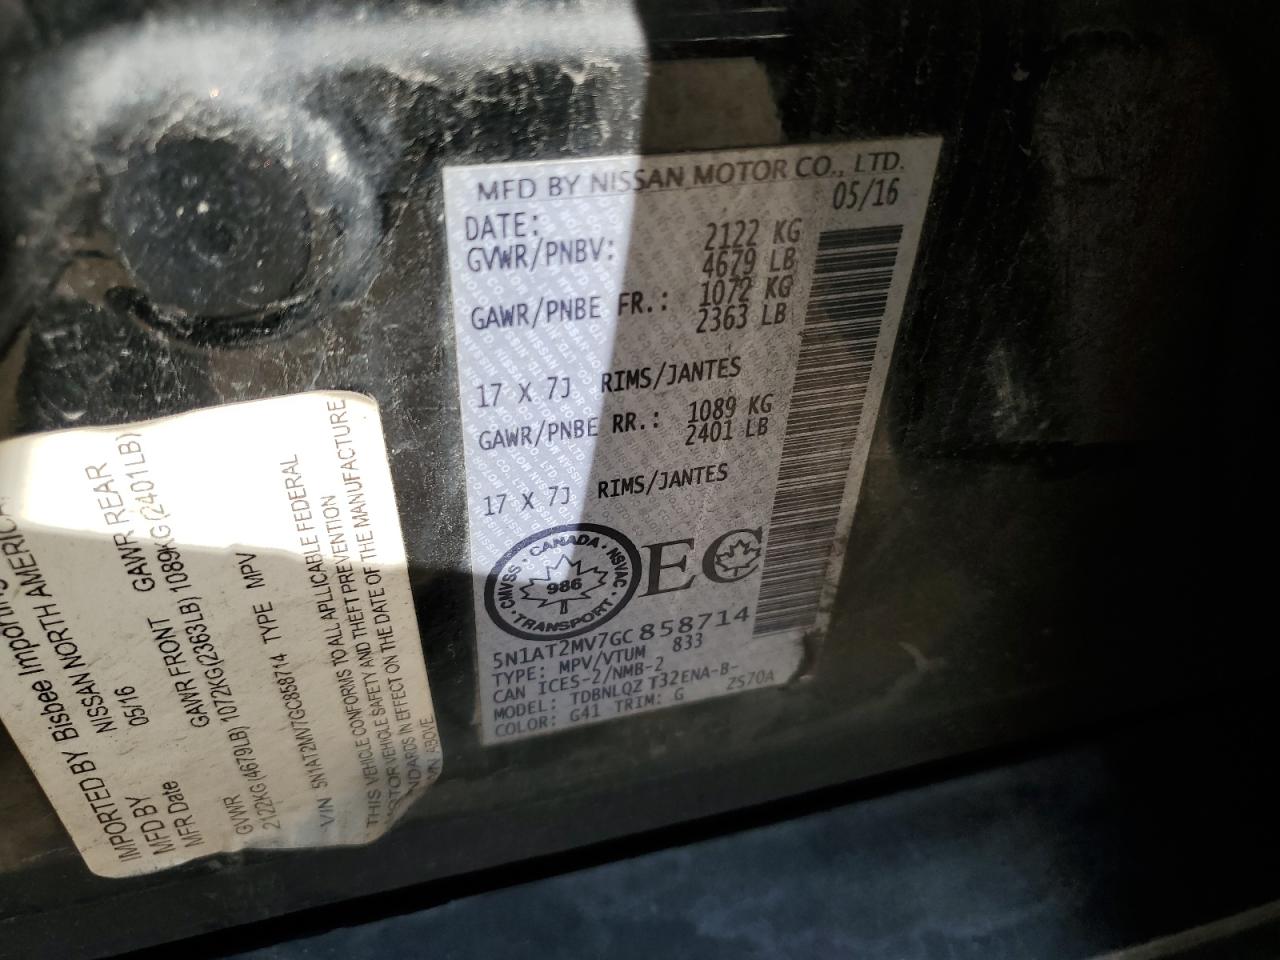 MFD BY NISSAN MOTOR CO., LTD.
05/16
DATE:
GVWR/PNBV: 2122 KG
4679 LB
GAWR/PNBE FR.: 1072 KG
2363 LB
17 X 7J RIMS/JANTES
GAWR/PNBE RR.: 1089 KG
2401 LB
17 X 7J RIMS/JANTES
CMVSS · CANADA · NSVAC · TRANSPORT ·
986
EC
5N1AT2MV7GC858714
TYPE: MPV/VTUM 833
CAN ICES-2/NMB-2
MODEL: TDBNLQZ T32ENA-B-
COLOR: G41 TRIM: G ZS70A
IMPORTED BY Bisbee Importing
MFD BY NISSAN NORTH AMERICA
MFR Date 05/16 GAWR REAR
GAWR FRONT 1089KG (2401LB)
GVWR 1072KG(2363LB)
2122KG(4679LB) TYPE MPV
VIN 5N1AT2MV7GC858714
THIS VEHICLE CONFORMS TO ALL APLLICABLE FEDERAL
MOTOR VEHICLE SAFETY AND THEFT PREVENTION
STANDARDS IN EFFECT ON THE DATE OF THE MANUFACTURE
ABOVE